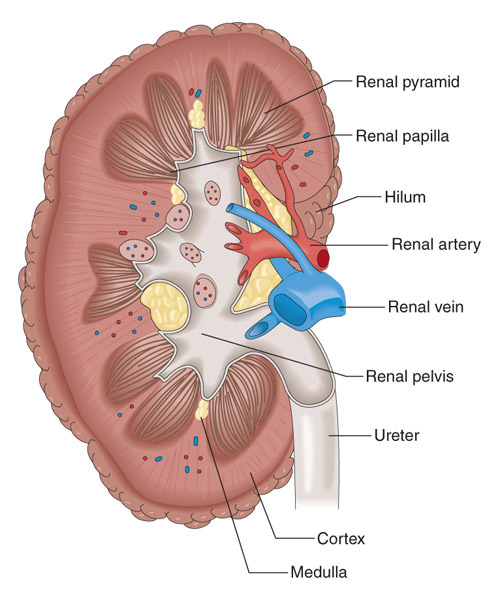 Renal pyramid
Renal papilla
Hilum
Renal artery
Renal vein
Renal pelvis
Ureter
Cortex
Medulla